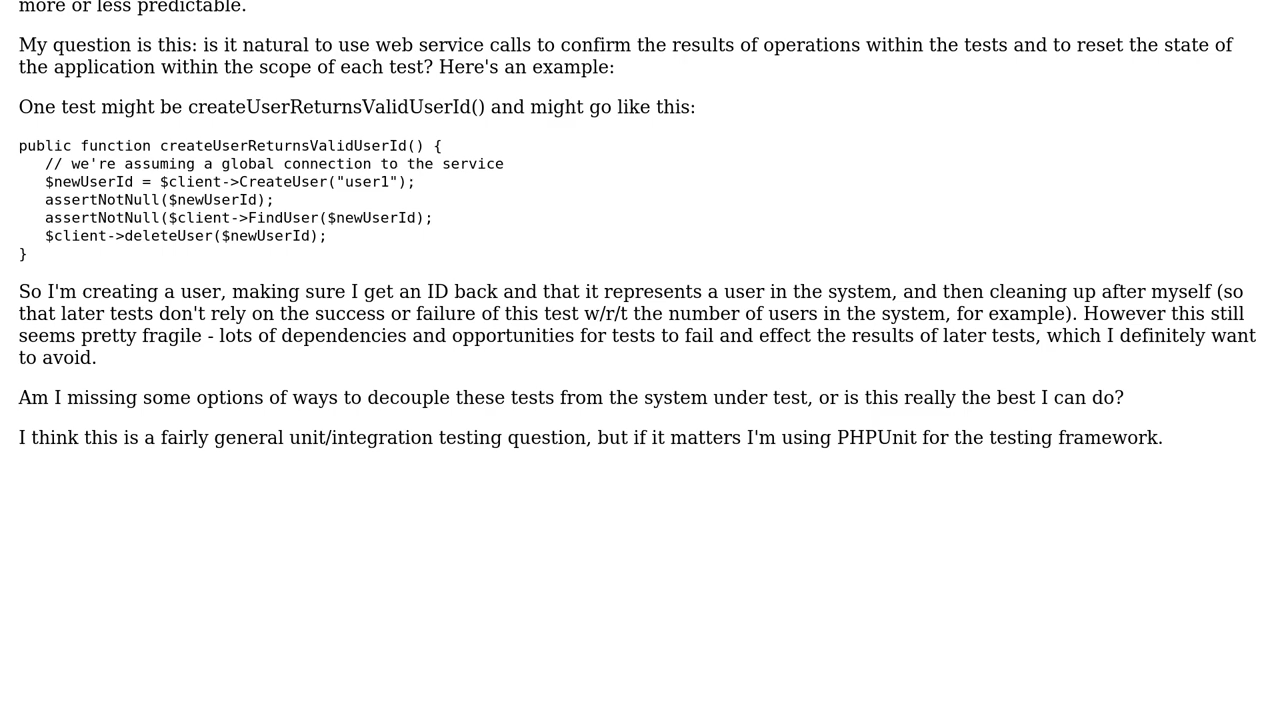 more or less predictable.
My question is this: is it natural to use web service calls to confirm the results of operations within the tests and to reset the state of
the application within the scope of each test? Here's an example:
One test might be createUserReturnsValidUserId() and might go like this:
public function createUserReturnsValidUserId() {
   // we're assuming a global connection to the service
   $newUserId = $client->CreateUser("user1");
   assertNotNull($newUserId);
   assertNotNull($client->FindUser($newUserId);
   $client->deleteUser($newUserId);
}
So I'm creating a user, making sure I get an ID back and that it represents a user in the system, and then cleaning up after myself (so
that later tests don't rely on the success or failure of this test w/r/t the number of users in the system, for example). However this still
seems pretty fragile - lots of dependencies and opportunities for tests to fail and effect the results of later tests, which I definitely want
to avoid.
Am I missing some options of ways to decouple these tests from the system under test, or is this really the best I can do?
I think this is a fairly general unit/integration testing question, but if it matters I'm using PHPUnit for the testing framework.